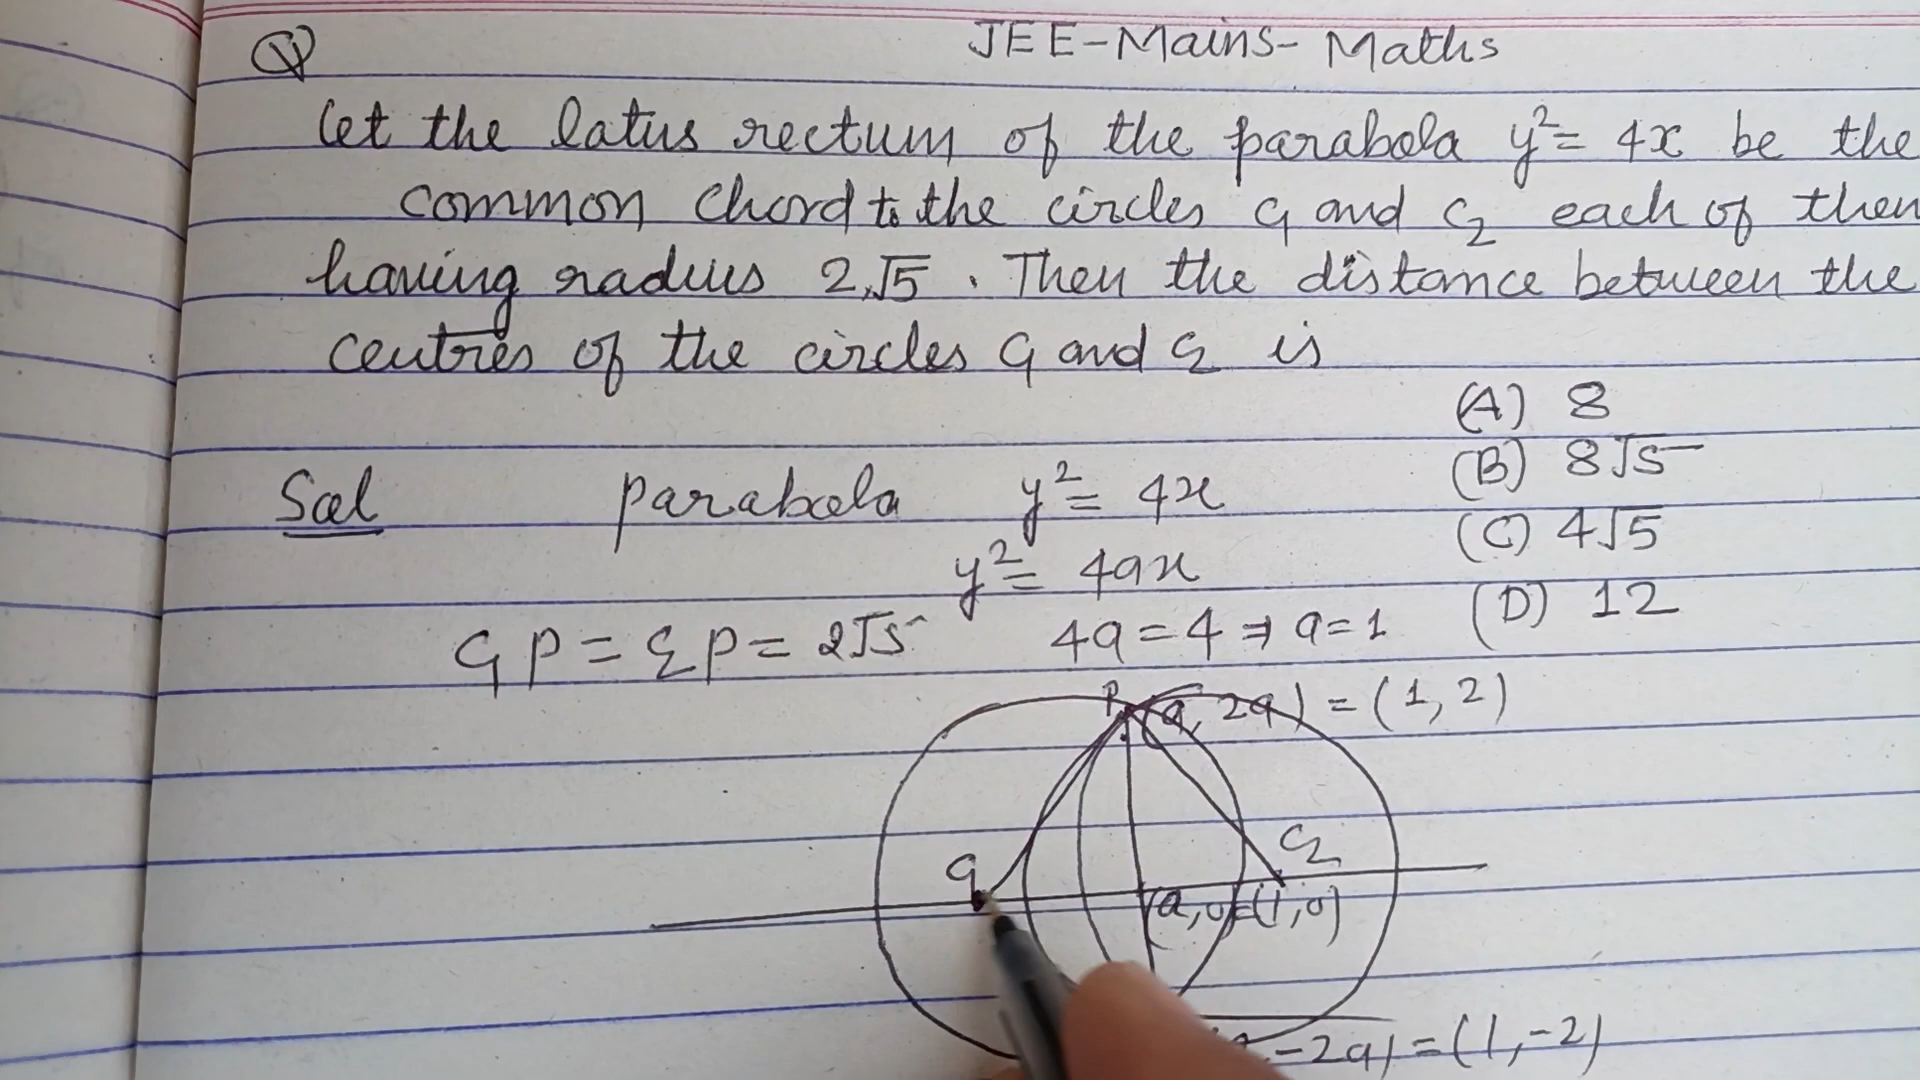 Q
JEE-Mains-Maths
Let the latus rectum of the parabola y²= 4x be the
common chord to the circles C1 and C2 each of them
having radius 2√5. Then the distance between the
centres of the circles C1 and C2 is
(A) 8
(B) 8√5
(C) 4√5
(D) 12
Sol parabola y²= 4x
y²= 4ax
C1P = C2P = 2√5 4a=4 ⇒ a=1
P (a, 2a) = (1, 2)
C1 C2
(a,0)=(1,0)
-2a) = (1,-2)